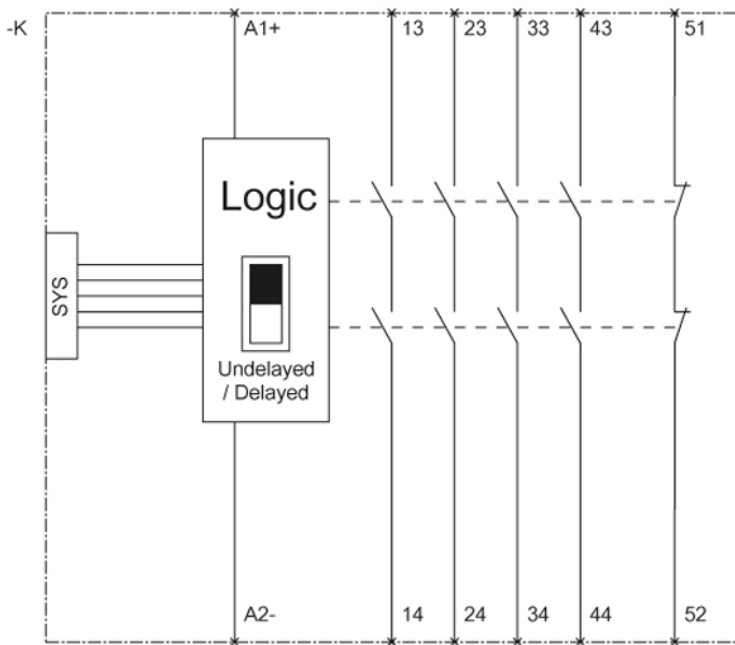 -K
A1+
13
23
33
43
51
Logic
SYS
Undelayed
/ Delayed
A2-
14
24
34
44
52